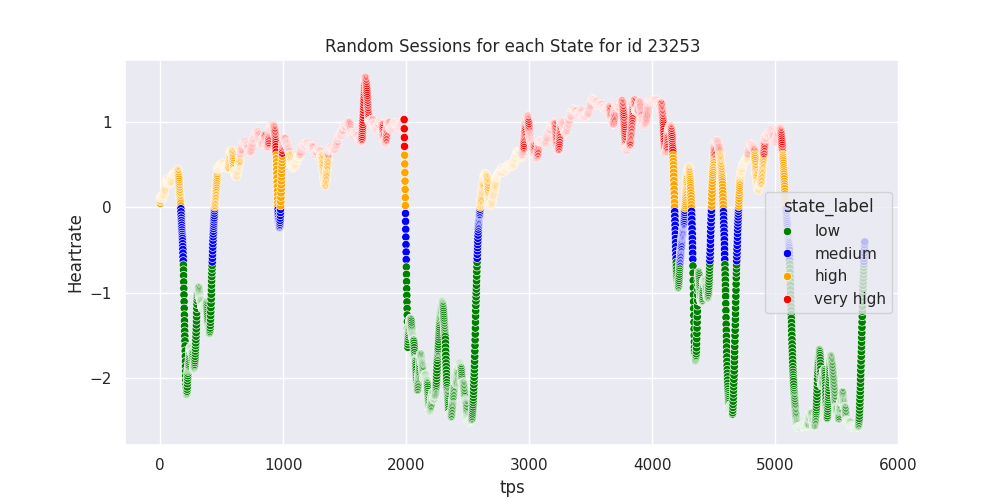 Random Sessions for each State for id 23253
Heartrate
1
0
−1
−2
state_label
low
medium
high
very high
0 1000 2000 3000 4000 5000 6000
tps